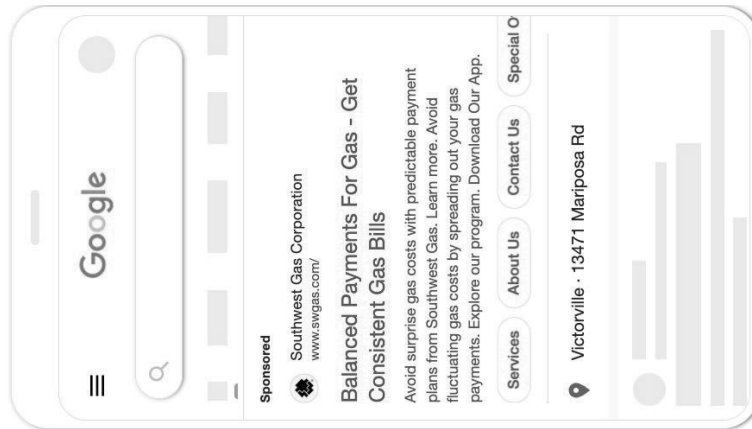 Google
Sponsored
Southwest Gas Corporation
www.swgas.com/
Balanced Payments For Gas - Get
Consistent Gas Bills
Avoid surprise gas costs with predictable payment
plans from Southwest Gas. Learn more. Avoid
fluctuating gas costs by spreading out your gas
payments. Explore our program. Download Our App.
Services About Us Contact Us Special O
Victorville · 13471 Mariposa Rd